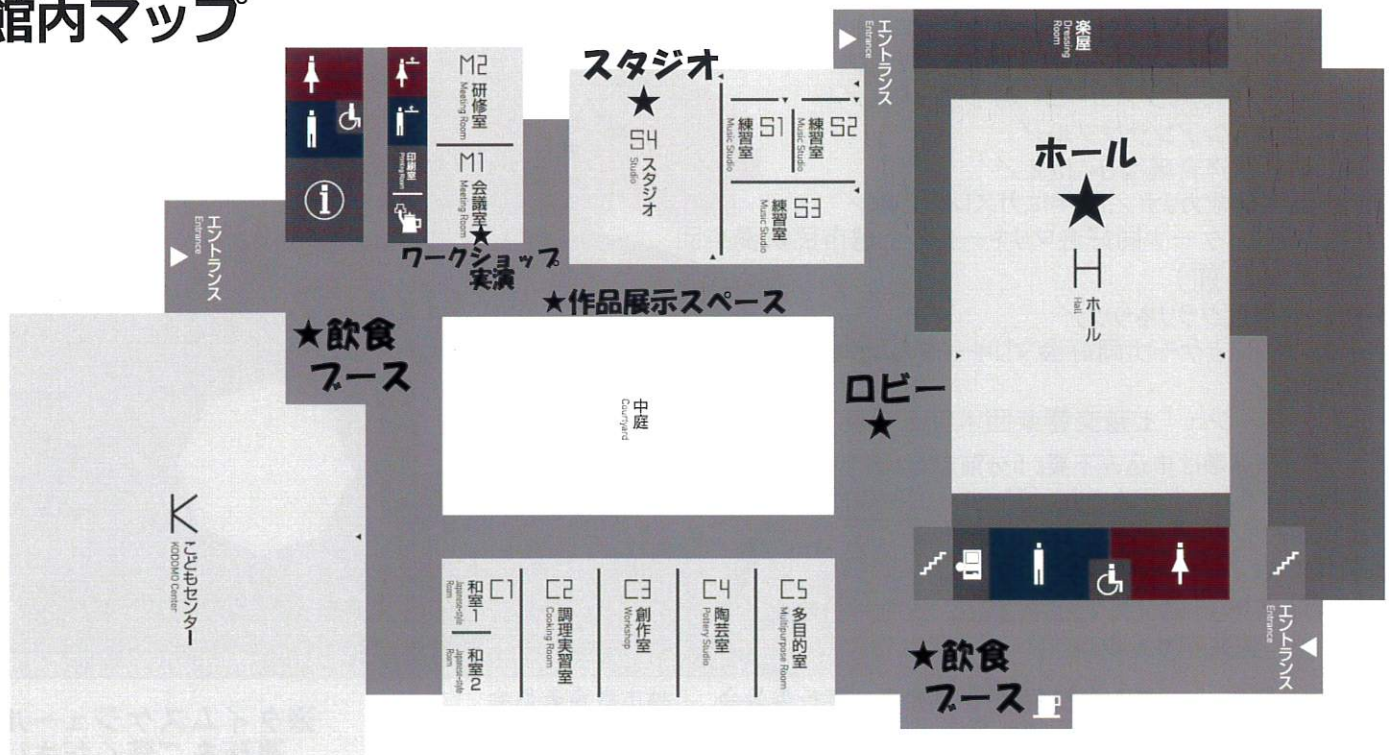 館内マップ
M2 研修室
Meeting Room
M1 会議室
Meeting Room
印刷室
Printing Room
★ワークショップ
実演
エントランス
Entrance
スタジオ
★
S4 スタジオ
Studio
S1 練習室
Music Studio
S2 練習室
Music Studio
S3 練習室
Music Studio
エントランス
Entrance
楽屋
Dressing
Room
ホール
★
H ホール
Hall
★作品展示スペース
★飲食
ブース
中庭
Courtyard
ロビー
★
K こどもセンター
KODOMO Center
C1
和室1
Japanese-style
Room
和室2
Japanese-style
Room
C2 調理実習室
Cooking Room
C3 創作室
Workshop
C4 陶芸室
Pottery Studio
C5 多目的室
Multipurpose Room
★飲食
ブース
エントランス
Entrance